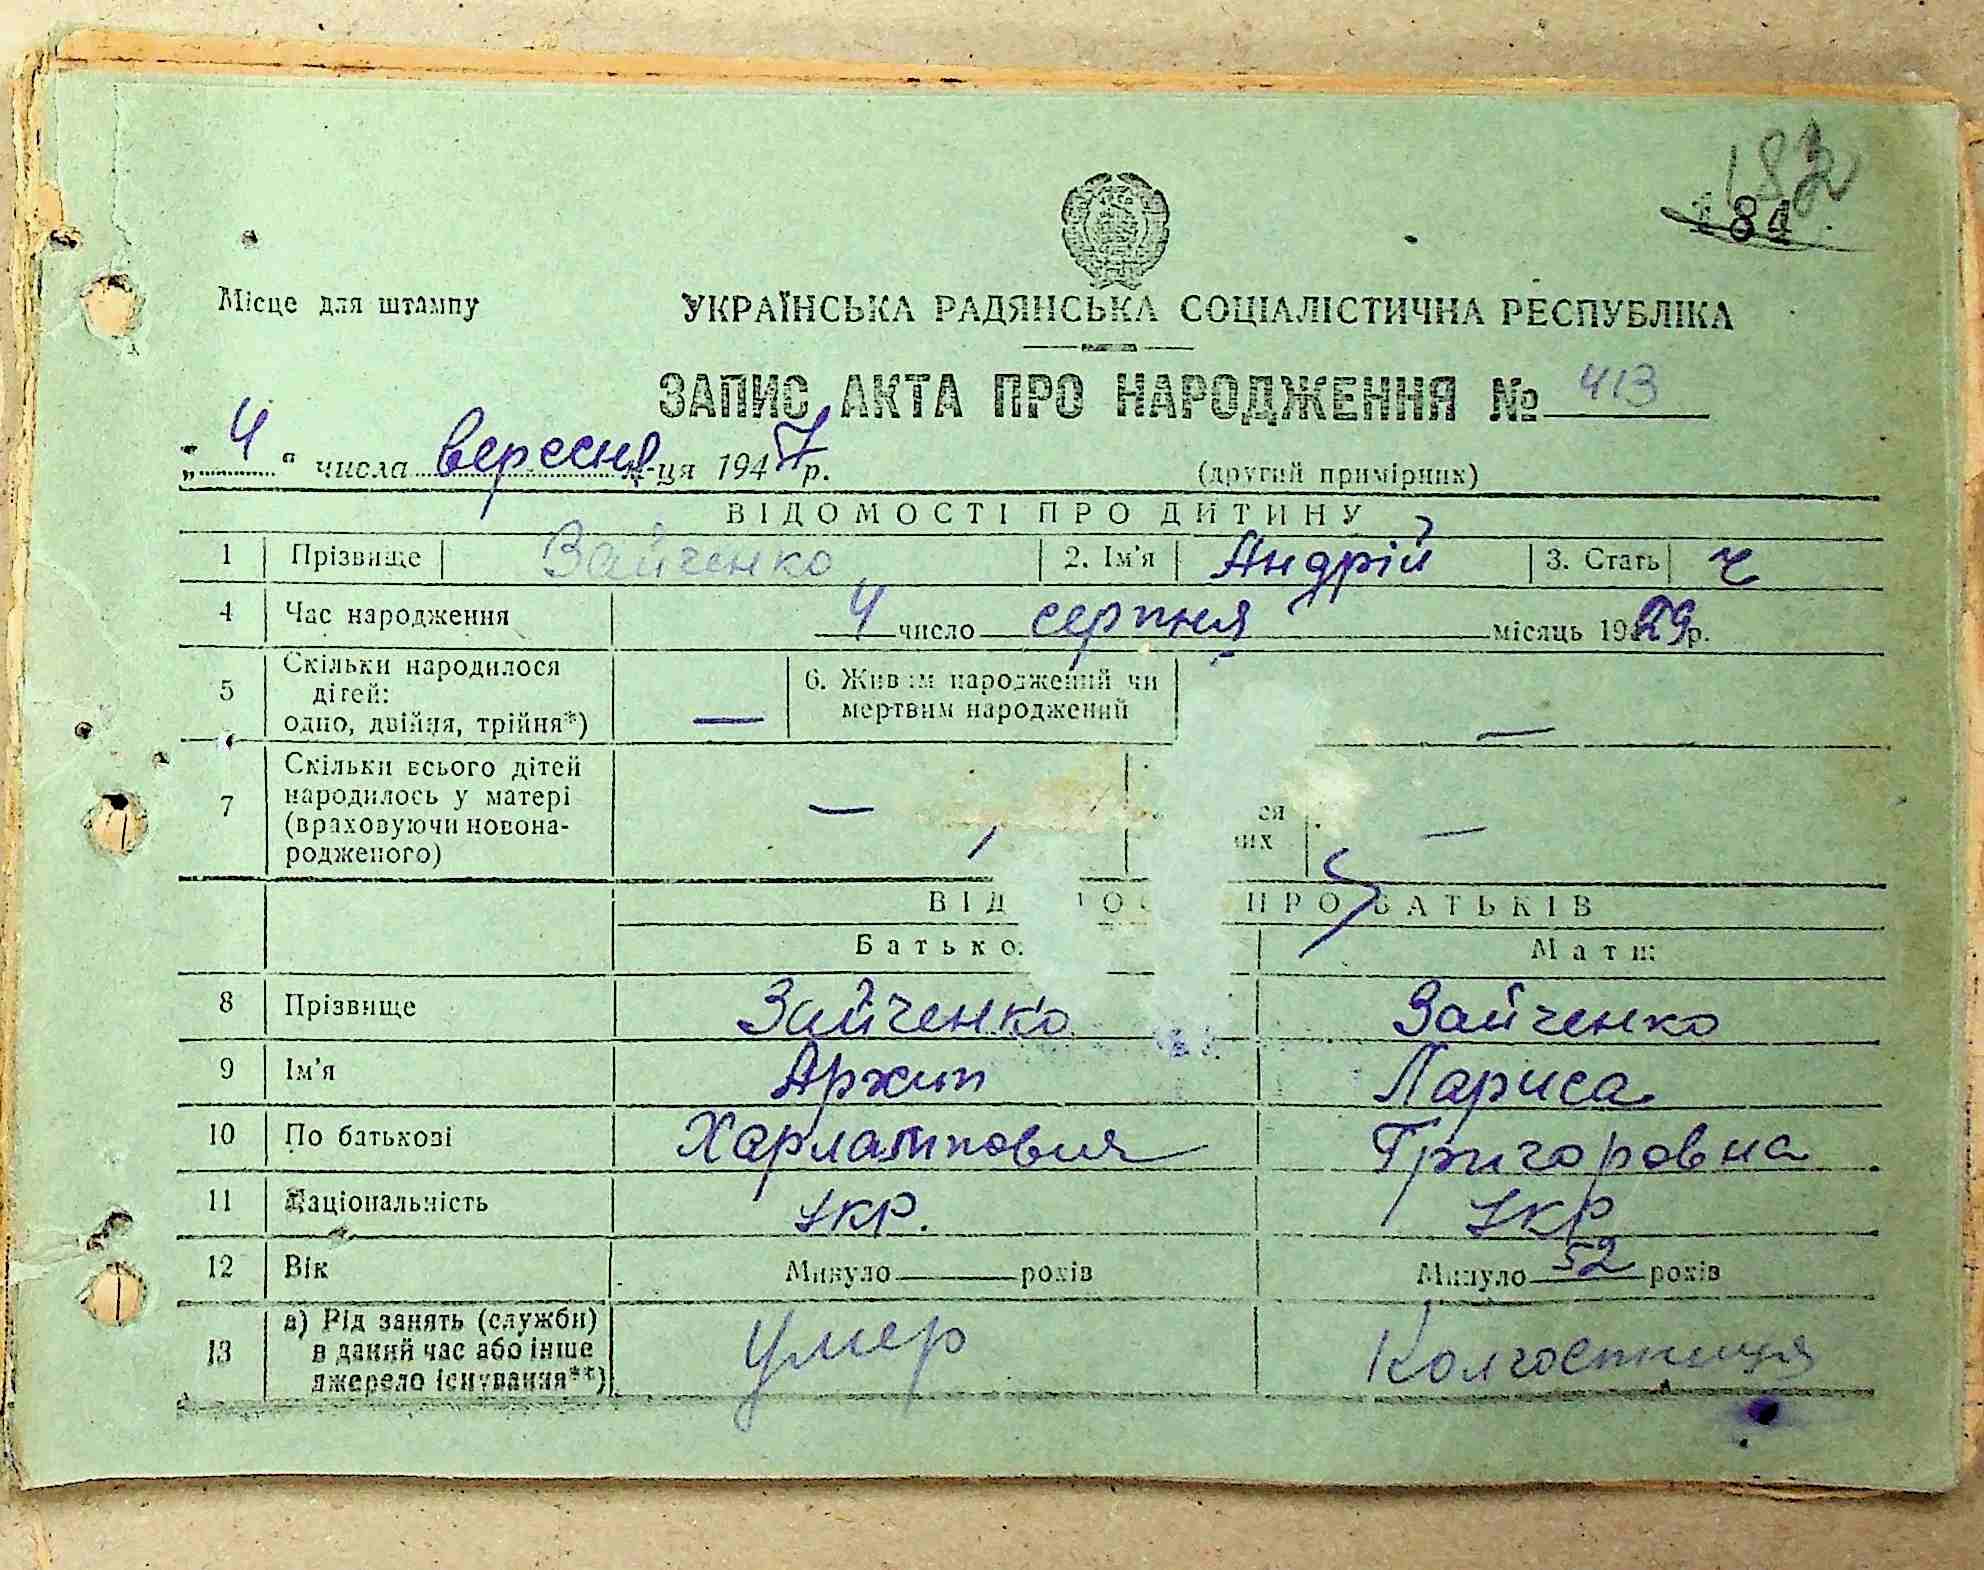 182
184
Місце для штампу
УКРАЇНСЬКА РАДЯНСЬКА СОЦІАЛІСТИЧНА РЕСПУБЛІКА
ЗАПИС АКТА ПРО НАРОДЖЕННЯ № 413
„ 4 " числа вересня м-ця 1947 р.
(другий примірник)
ВІДОМОСТІ ПРО ДИТИНУ
1 Прізвище Зайченко 2. Ім'я Андрій 3. Стать ч
4 Час народження 4 число серпня місяць 1929 р.
5 Скільки народилося дітей: одно, двійня, трійня*) — 6. Живим народжений чи мертвим народжений —
7 Скільки всього дітей народилось у матері (враховуючи новонародженого) — —
ПРО БАТЬКІВ
Батько: Мати:
8 Прізвище Зайченко Зайченко
9 Ім'я Архип Лариса
10 По батькові Харлампович Григоровна
11 Національність укр. укр
12 Вік Минуло років Минуло 52 років
13 а) Рід занять (служби) в даний час або інше джерело існування**) умер Колгоспниця